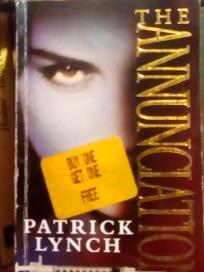 THE
ANNUNCIATIO
BUY ONE
GET ONE
FREE
PATRICK
LYNCH